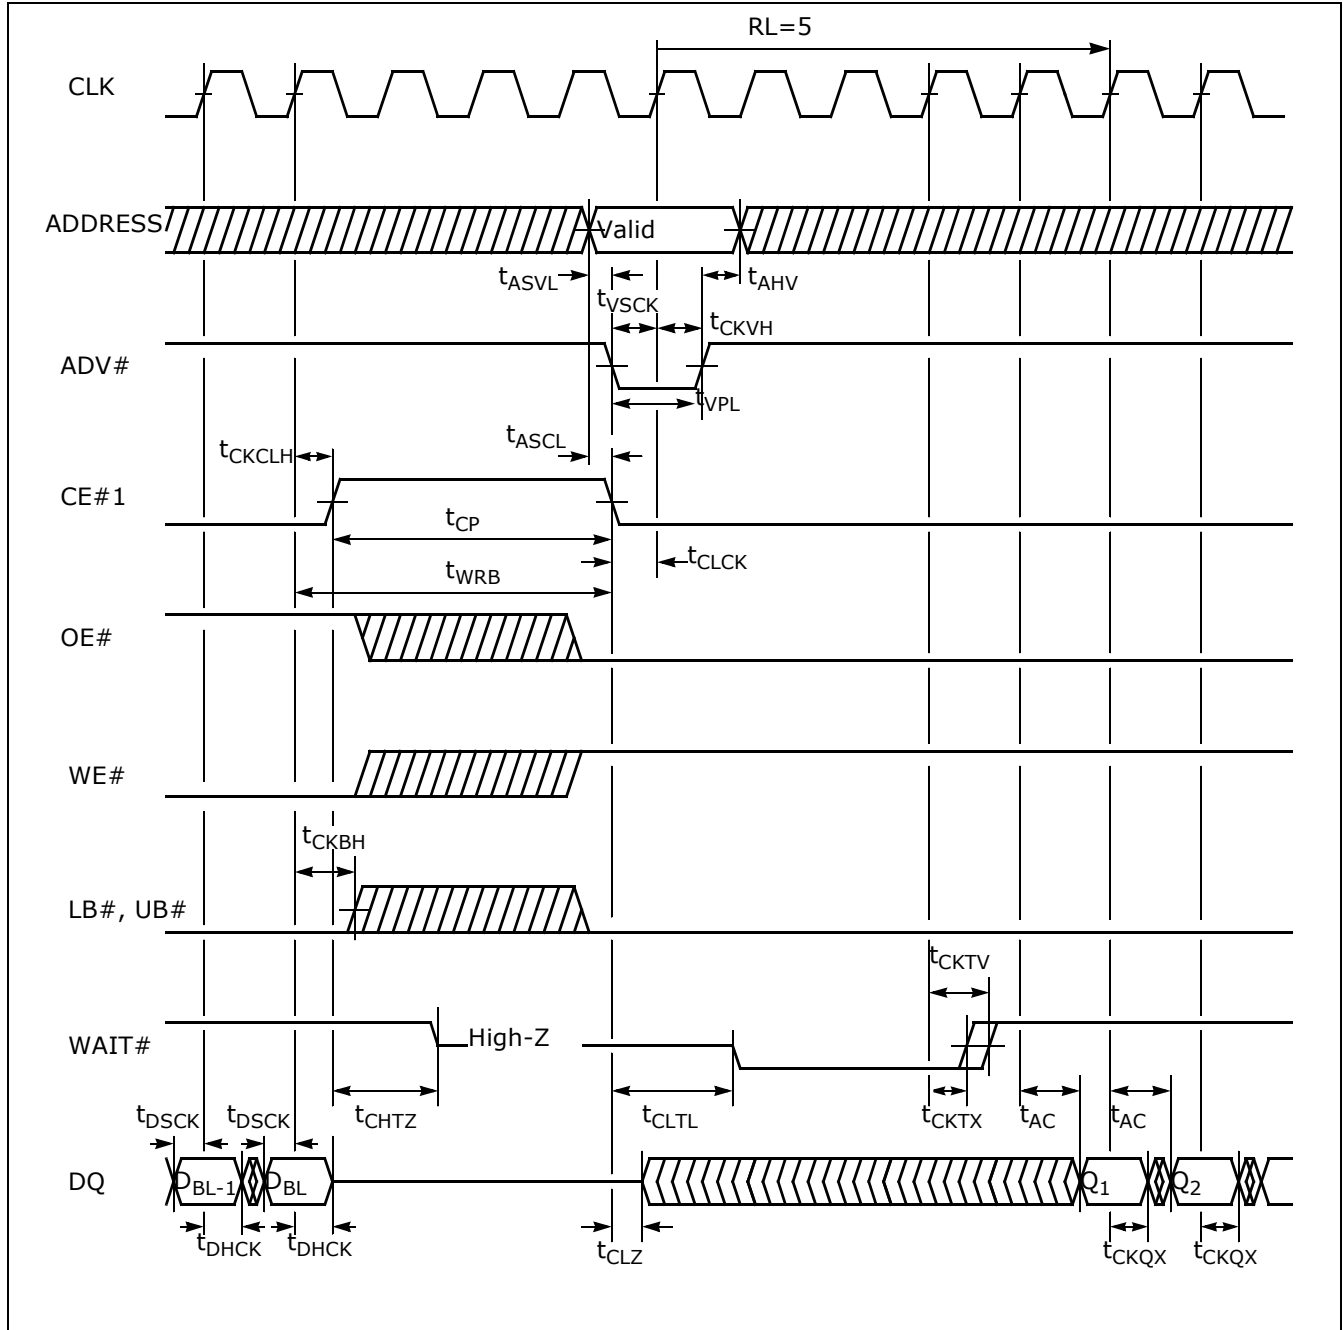 RL=5
CLK
ADDRESS
Valid
tASVL
tAHV
tVSCK
tCKVH
ADV#
tVPL
tASCL
tCKCLH
CE#1
tCP
tCLCK
tWRB
OE#
WE#
tCKBH
LB#, UB#
tCKTV
WAIT#
High-Z
tDSCK
tDSCK
tCHTZ
tCLTL
tCKTX
tAC
tAC
DQ
DBL-1
DBL
Q1
Q2
tDHCK
tDHCK
tCLZ
tCKQX
tCKQX